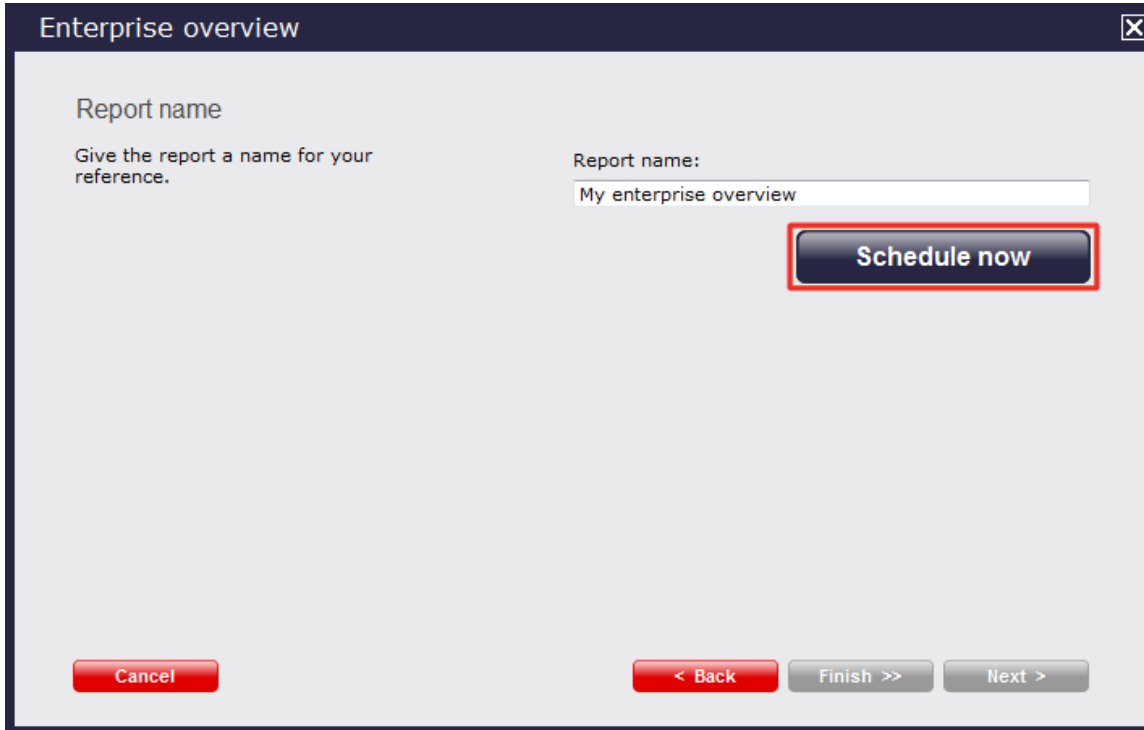 Enterprise overview
Report name
Give the report a name for your
reference.
Report name:
My enterprise overview
Schedule now
Cancel
< Back
Finish >>
Next >